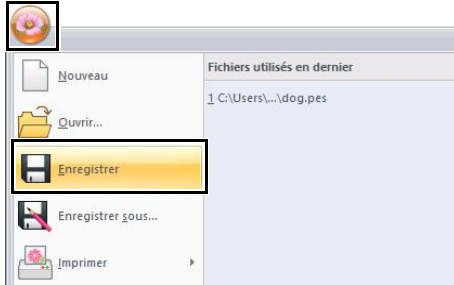 Nouveau
Ouvrir...
Enregistrer
Enregistrer sous...
Imprimer
Fichiers utilisés en dernier
1 C:\Users\...\dog.pes